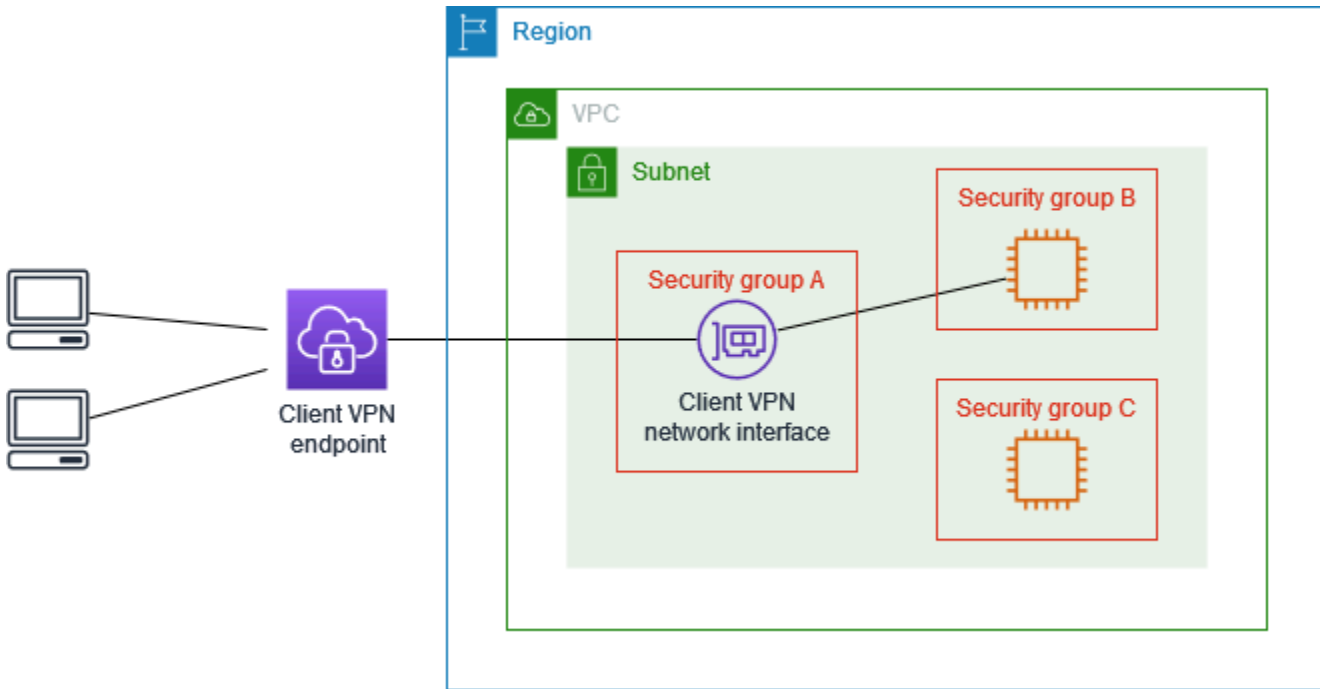 Region
VPC
Subnet
Security group B
Security group A
Client VPN
network interface
Client VPN
endpoint
Security group C